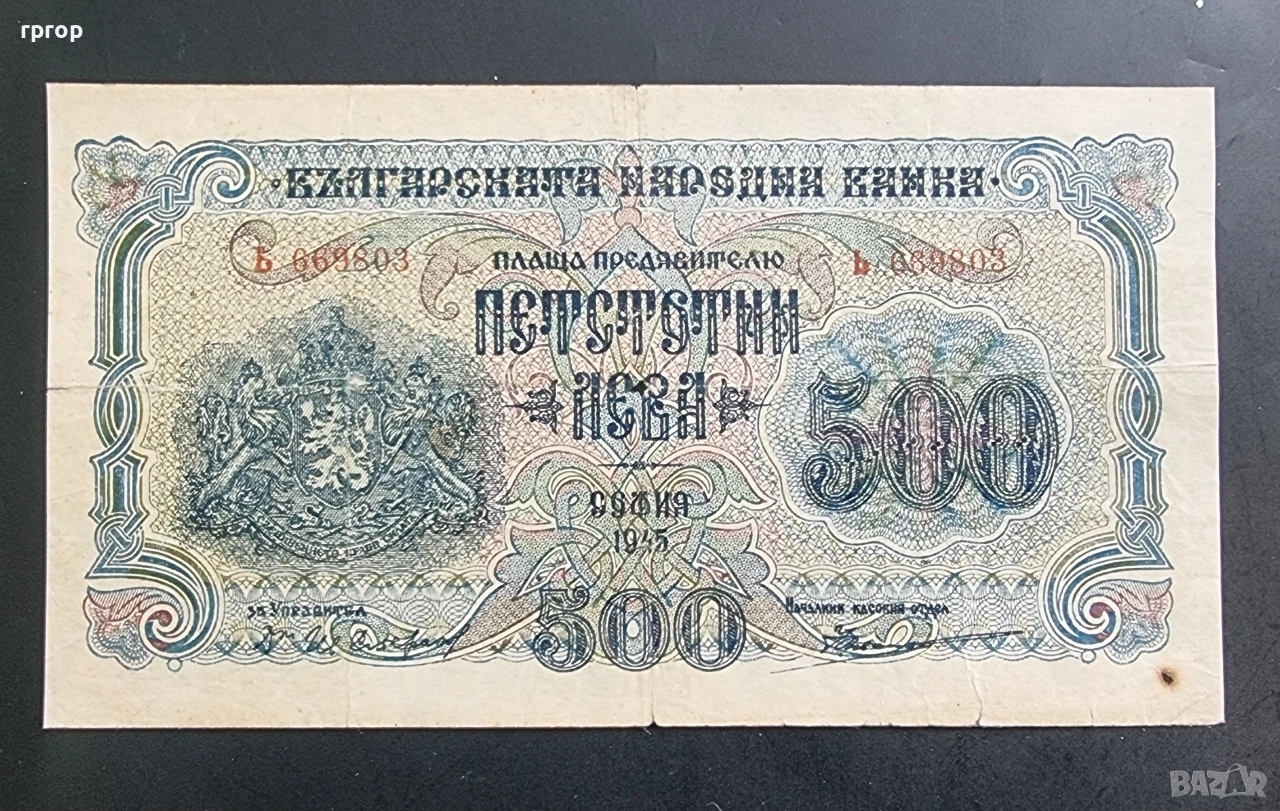 гргор
·БЪЛГАРСКАТА НАРОДНА БАНКА·
Ь 669803 ПЛАЩА ПРЕДЯВИТЕЛЮ Ь 669803
ПЕТСТОТИН
ЛЕВА
500
СОФИЯ
1945
за Управител
Началник касовия отдел
500
BAZAR